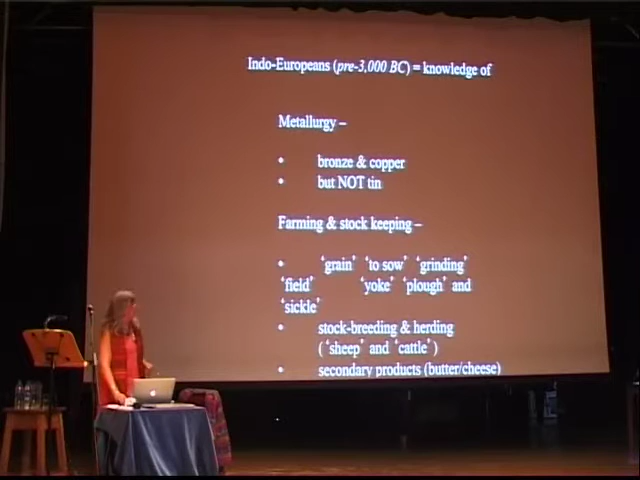 Indo-Europeans (pre-3,000 BC) = knowledge of
Metallurgy –
• bronze & copper
• but NOT tin
Farming & stock keeping –
• 'grain' 'to sow' 'grinding'
'field' 'yoke' 'plough' and
'sickle'
• stock-breeding & herding
('sheep' and 'cattle')
• secondary products (butter/cheese)